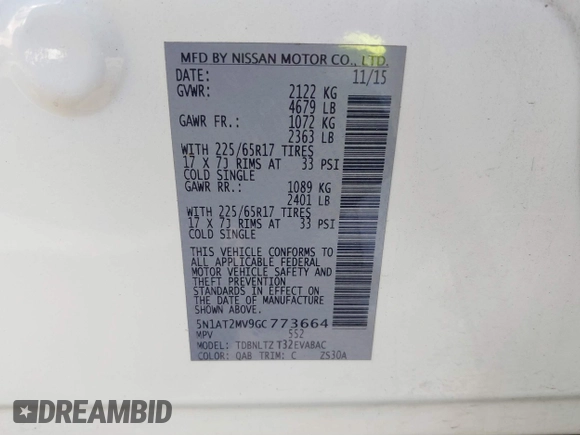 MFD BY NISSAN MOTOR CO., LTD.
DATE: 11/15
GVWR: 2122 KG
4679 LB
GAWR FR.: 1072 KG
2363 LB
WITH 225/65R17 TIRES
17 X 7J RIMS AT 33 PSI
COLD SINGLE
GAWR RR.: 1089 KG
2401 LB
WITH 225/65R17 TIRES
17 X 7J RIMS AT 33 PSI
COLD SINGLE
THIS VEHICLE CONFORMS TO
ALL APPLICABLE FEDERAL
MOTOR VEHICLE SAFETY AND
THEFT PREVENTION
STANDARDS IN EFFECT ON
THE DATE OF MANUFACTURE
SHOWN ABOVE.
5N1AT2MV9GC773664
MPV 552
MODEL: TDBNLTZ T32EVABAC
COLOR: QAB TRIM: C ZS30A
DREAMBID